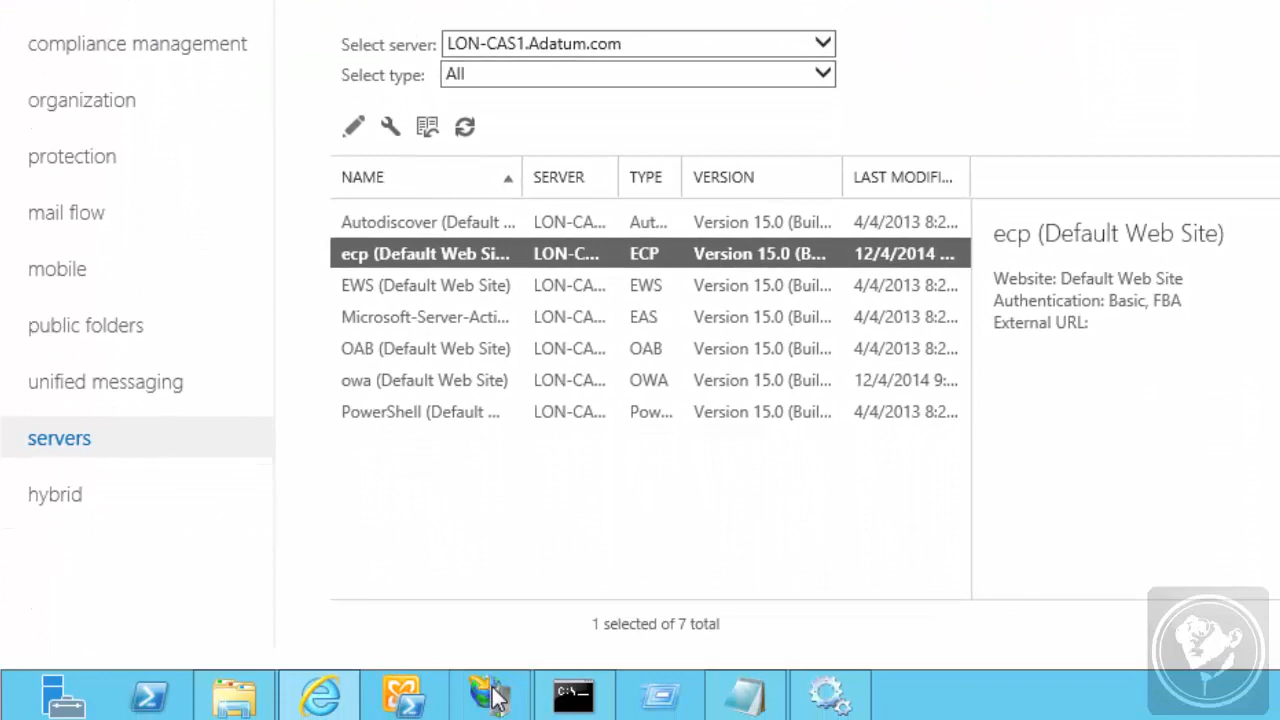 compliance management
organization
protection
mail flow
mobile
public folders
unified messaging
servers
hybrid
Select server: LON-CAS1.Adatum.com
Select type: All
NAME SERVER TYPE VERSION LAST MODIFI...
Autodiscover (Default ... LON-CA... Aut... Version 15.0 (Buil... 4/4/2013 8:2...
ecp (Default Web Si... LON-C... ECP Version 15.0 (B... 12/4/2014 ...
EWS (Default Web Site) LON-CA... EWS Version 15.0 (Buil... 4/4/2013 8:2...
Microsoft-Server-Acti... LON-CA... EAS Version 15.0 (Buil... 4/4/2013 8:2...
OAB (Default Web Site) LON-CA... OAB Version 15.0 (Buil... 4/4/2013 8:2...
owa (Default Web Site) LON-CA... OWA Version 15.0 (Buil... 12/4/2014 9:...
PowerShell (Default ... LON-CA... Pow... Version 15.0 (Buil... 4/4/2013 8:2...
1 selected of 7 total
ecp (Default Web Site)
Website: Default Web Site
Authentication: Basic, FBA
External URL:
C:\_